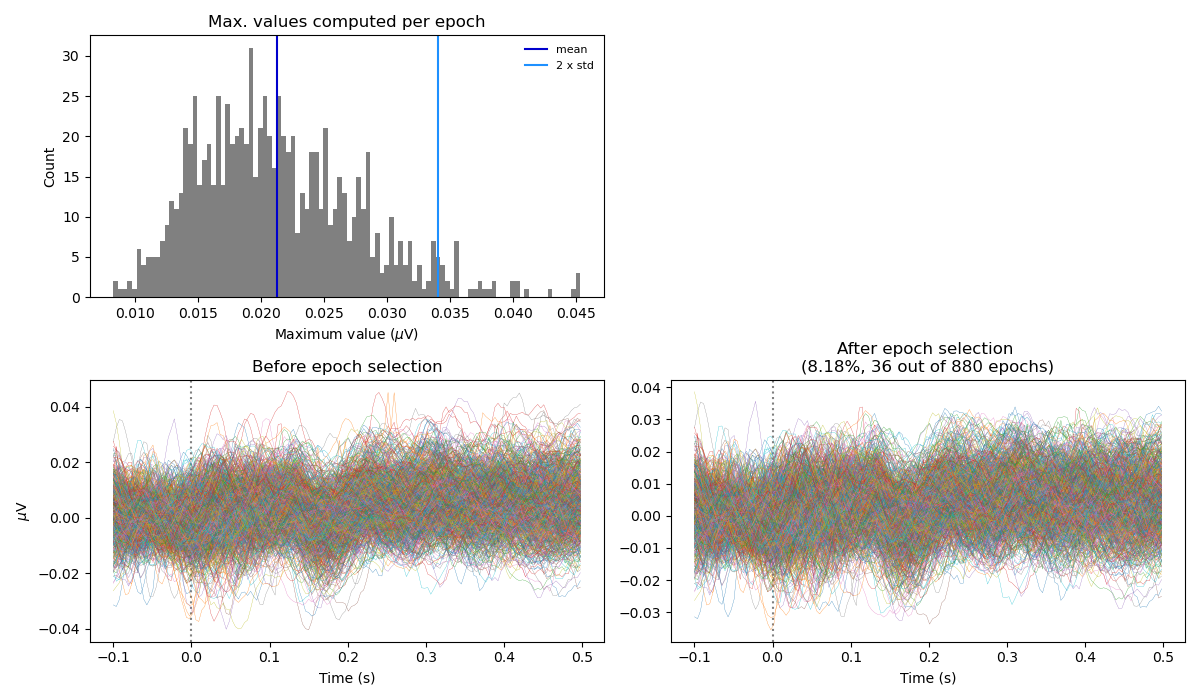 Max. values computed per epoch
Count
30
25
20
15
10
5
0
mean
2 x std
0.010 0.015 0.020 0.025 0.030 0.035 0.040 0.045
Maximum value (μV)
Before epoch selection
μV
0.04
0.02
0.00
−0.02
−0.04
−0.1 0.0 0.1 0.2 0.3 0.4 0.5
Time (s)
After epoch selection
(8.18%, 36 out of 880 epochs)
0.04
0.03
0.02
0.01
0.00
−0.01
−0.02
−0.03
−0.1 0.0 0.1 0.2 0.3 0.4 0.5
Time (s)